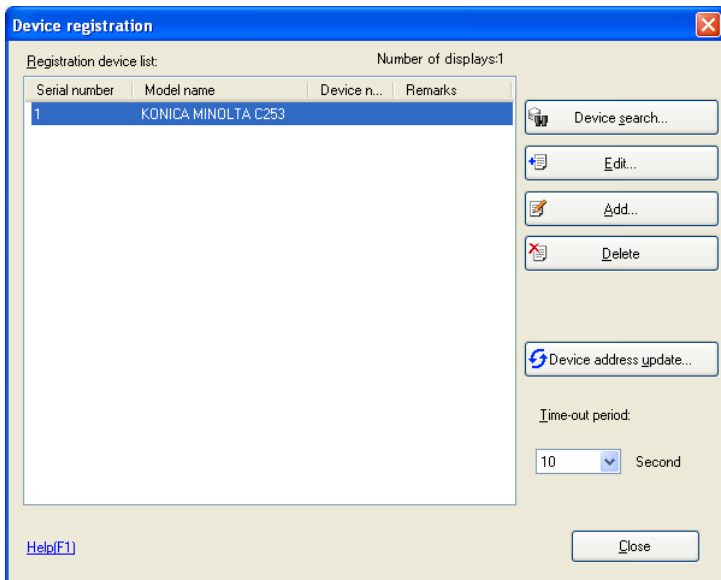 Device registration
Registration device list: Number of displays:1
Serial number Model name Device n... Remarks
1 KONICA MINOLTA C253
Device search...
Edit...
Add...
Delete
Device address update...
Time-out period:
10 Second
Help(F1) Close